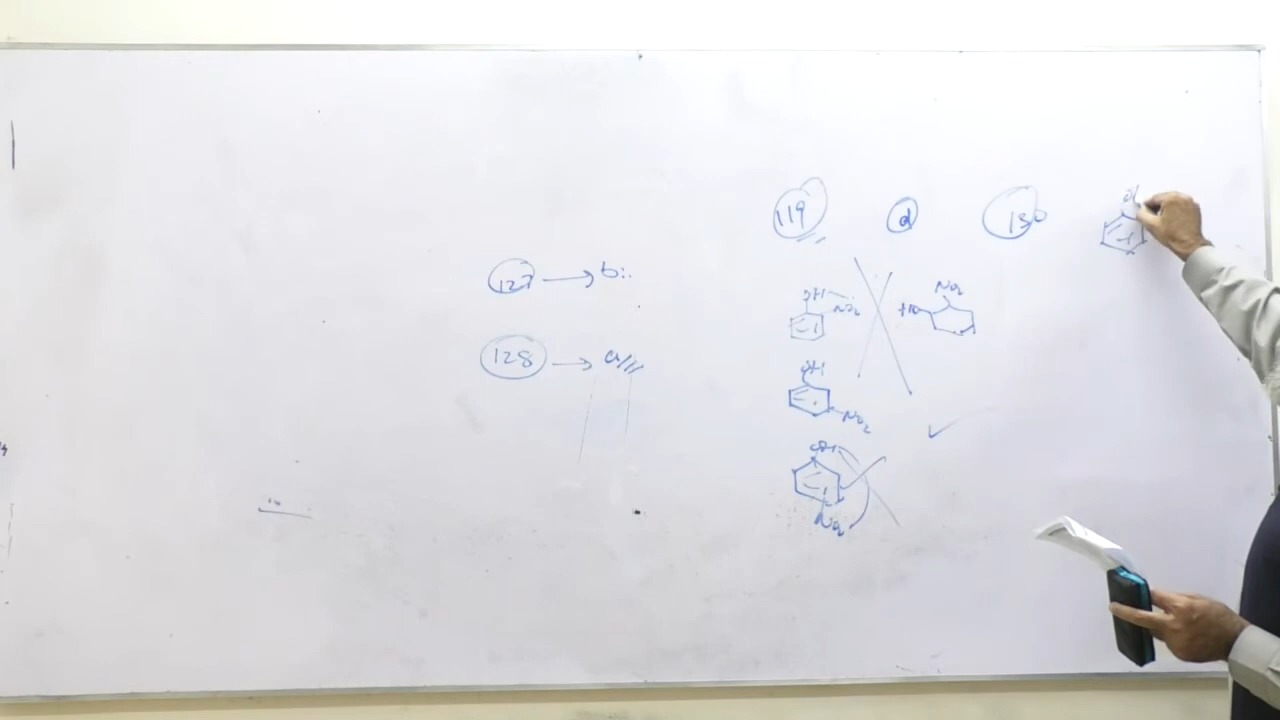 119 d 130
127 → b
128 →
OH NO2
HO NO2
OH
NO2
OH
NO2